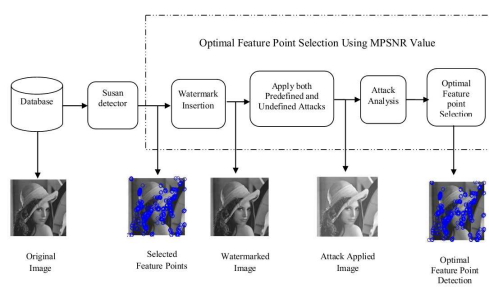 Optimal Feature Point Selection Using MPSNR Value
Database
Susan
detector
Watermark
Insertion
Apply both
Predefined and
Undefined Attacks
Attack
Analysis
Optimal
Feature
point
Selection
Original
Image
Selected
Feature Points
Watermarked
Image
Attack Applied
Image
Optimal
Feature Point
Detection